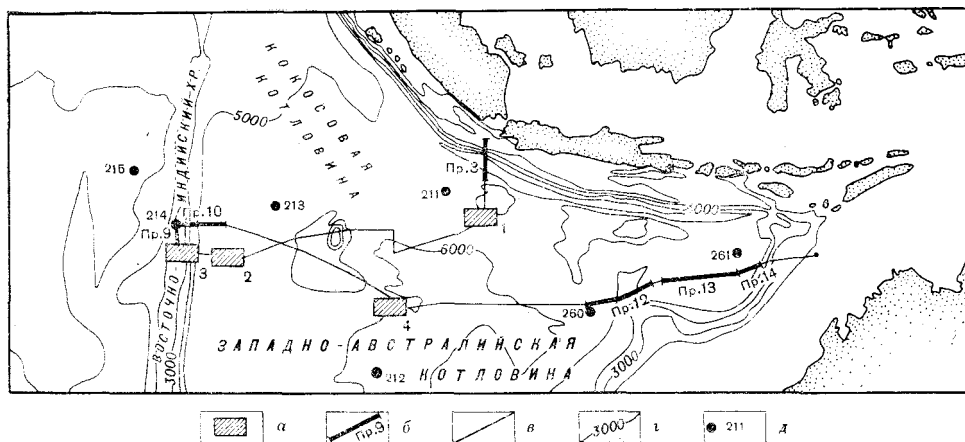 КОКОСОВАЯ
КОТЛОВИНА
ВОСТОЧНО-ИНДИЙСКИЙ ХР.
5000
215
214
Пр.10
Пр.9
213
211
Пр.3
1
3
2
6000
4
261
Пр.14
Пр.13
Пр.12
260
ЗАПАДНО-АВСТРАЛИЙСКАЯ
КОТЛОВИНА
212
3000
3000
а
Пр.9
б
в
3000
г
211
д